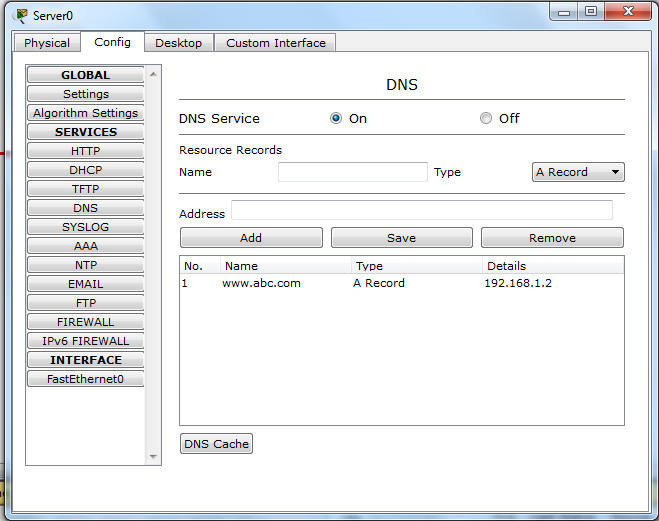 Server0
Physical
Config
Desktop
Custom Interface
GLOBAL
Settings
Algorithm Settings
SERVICES
HTTP
DHCP
TFTP
DNS
SYSLOG
AAA
NTP
EMAIL
FTP
FIREWALL
IPv6 FIREWALL
INTERFACE
FastEthernet0
DNS
DNS Service On Off
Resource Records
Name Type A Record
Address
Add Save Remove
No. Name Type Details
1 www.abc.com A Record 192.168.1.2
DNS Cache